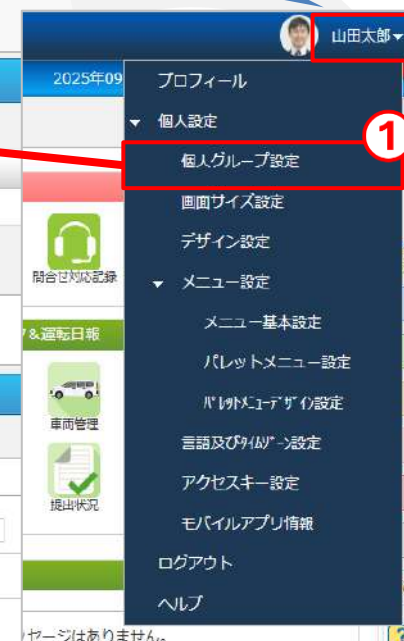 山田太郎▼
2025年09
プロフィール
▼ 個人設定
①
個人グループ設定
画面サイズ設定
デザイン設定
▼ メニュー設定
メニュー基本設定
パレットメニュー設定
ﾊﾟﾚｯﾄﾒﾆｭｰﾃﾞｻﾞｲﾝ設定
言語及びﾀｲﾑｿﾞｰﾝ設定
アクセスキー設定
モバイルアプリ情報
ログアウト
ヘルプ
問合せ対応記録
&運転日報
車両管理
提出状況
セージはありません。